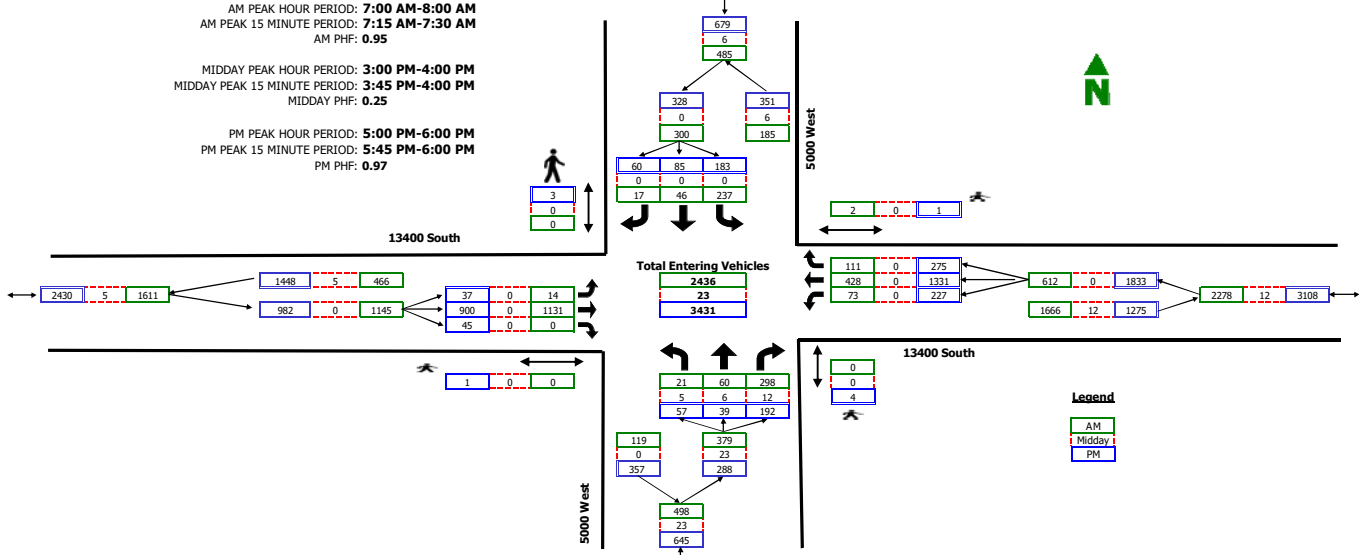 AM PEAK HOUR PERIOD: 7:00 AM-8:00 AM
AM PEAK 15 MINUTE PERIOD: 7:15 AM-7:30 AM
AM PHF: 0.95
MIDDAY PEAK HOUR PERIOD: 3:00 PM-4:00 PM
MIDDAY PEAK 15 MINUTE PERIOD: 3:45 PM-4:00 PM
MIDDAY PHF: 0.25
PM PEAK HOUR PERIOD: 5:00 PM-6:00 PM
PM PEAK 15 MINUTE PERIOD: 5:45 PM-6:00 PM
PM PHF: 0.97
679
6
485
328 351
0 6
300 185
60 85 183
0 0 0
17 46 237
N
5000 West
3
0
0
2 0 1
13400 South
Total Entering Vehicles
2436
23
3431
1448 5 466
2430 5 1611
982 0 1145
37 0 14
900 0 1131
45 0 0
111 0 275
428 0 1331
73 0 227
612 0 1833
2278 12 3108
1666 12 1275
13400 South
1 0 0
0
0
4
21 60 298
5 6 12
57 39 192
119 379
0 23
357 288
498
23
645
5000 West
Legend
AM
Midday
PM